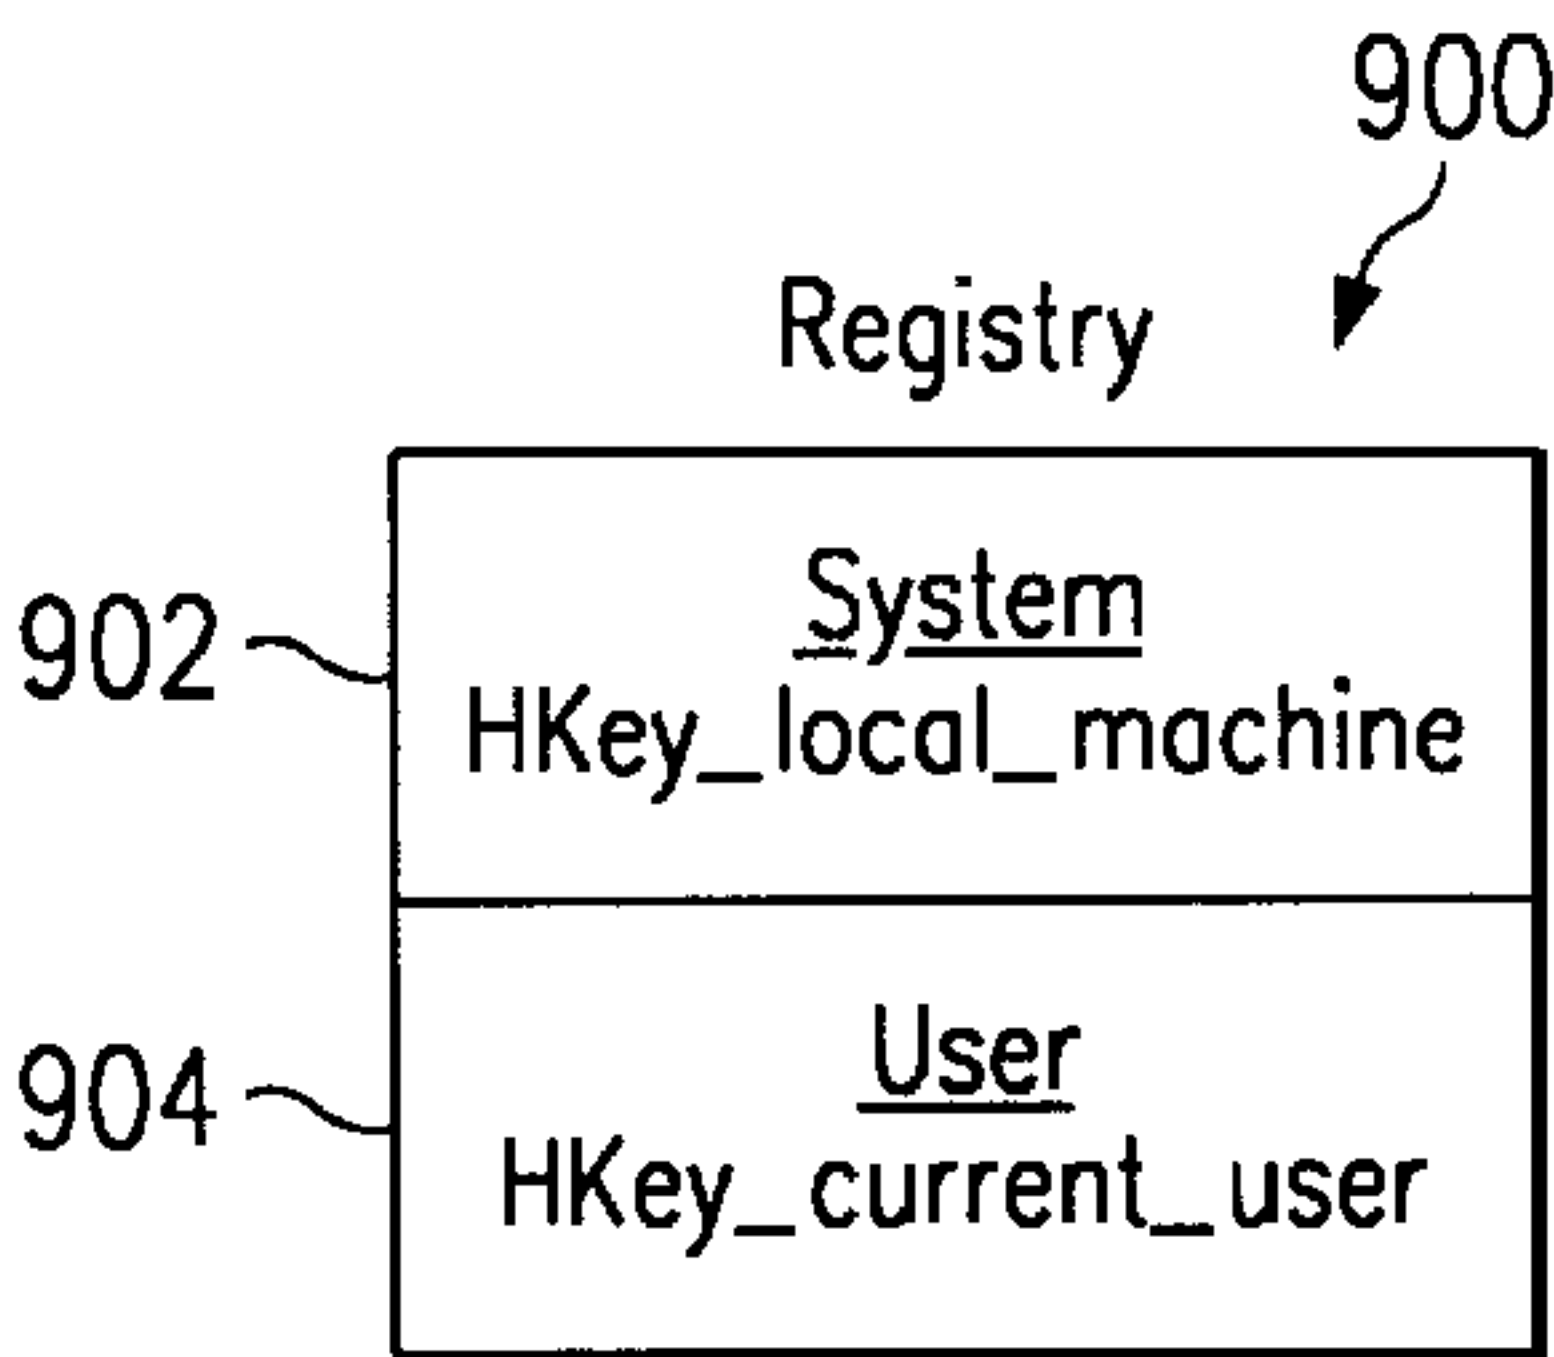 900
Registry
System
902
HKey_local_machine
User
904
HKey_current_user